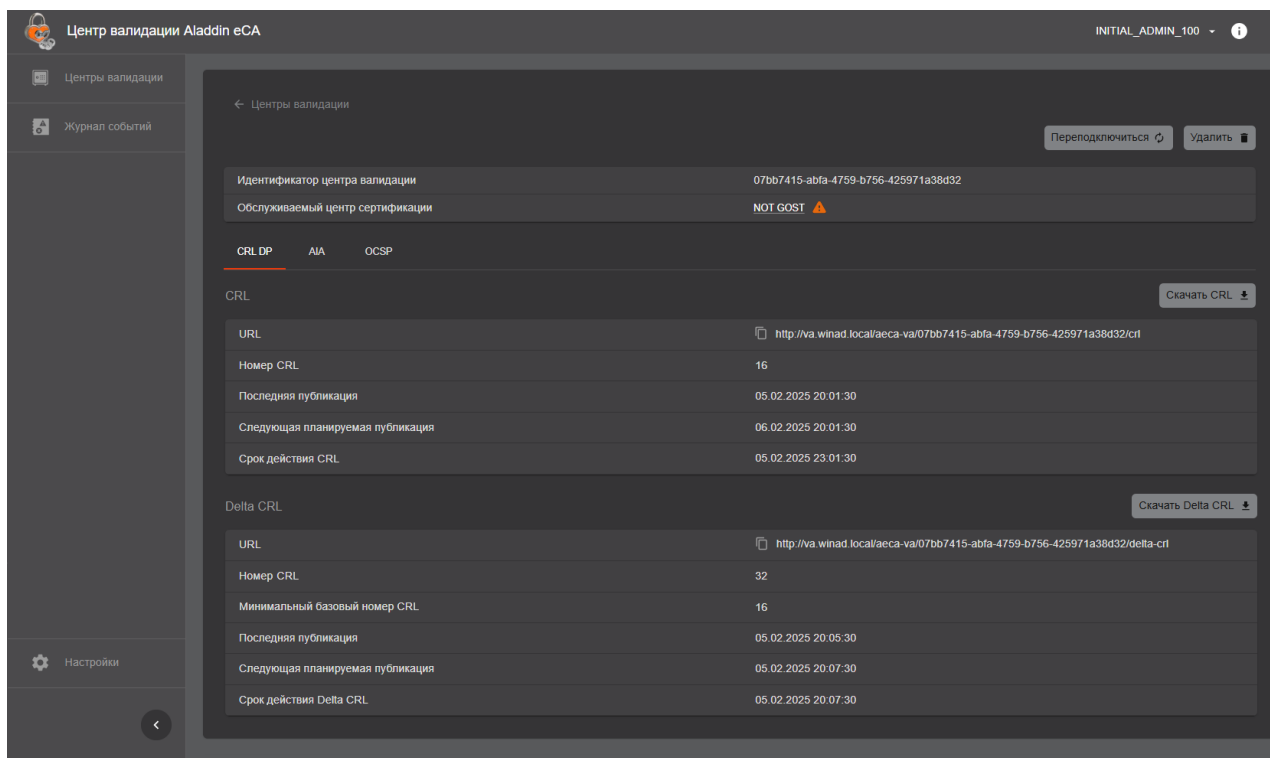 Центр валидации Aladdin eCA
INITIAL_ADMIN_100
Центры валидации
Журнал событий
Центры валидации
Переподключиться
Удалить
Идентификатор центра валидации 07bb7415-abfa-4759-b756-425971a38d32
Обслуживаемый центр сертификации NOT GOST
CRL DP AIA OCSP
CRL
Скачать CRL
URL http://va.winad.local/aeca-va/07bb7415-abfa-4759-b756-425971a38d32/crl
Номер CRL 16
Последняя публикация 05.02.2025 20:01:30
Следующая планируемая публикация 06.02.2025 20:01:30
Срок действия CRL 05.02.2025 23:01:30
Delta CRL
Скачать Delta CRL
URL http://va.winad.local/aeca-va/07bb7415-abfa-4759-b756-425971a38d32/delta-crl
Номер CRL 32
Минимальный базовый номер CRL 16
Последняя публикация 05.02.2025 20:05:30
Следующая планируемая публикация 05.02.2025 20:07:30
Срок действия Delta CRL 05.02.2025 20:07:30
Настройки